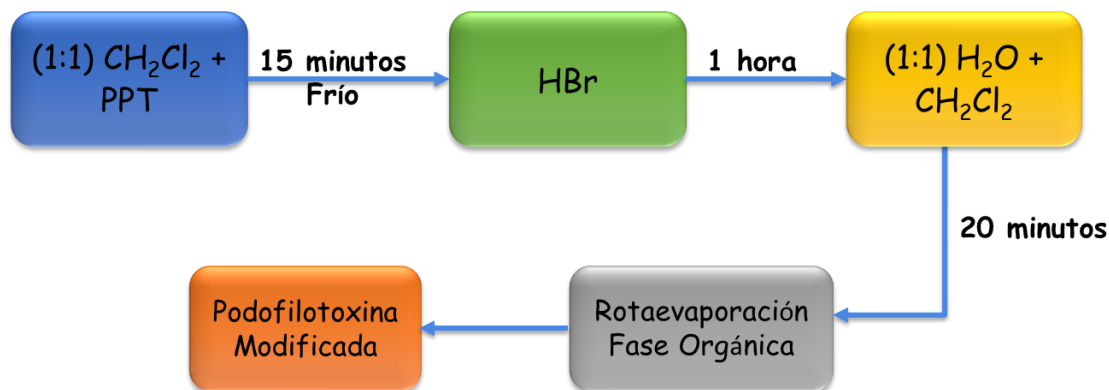 (1:1) CH₂Cl₂ +
PPT
15 minutos
Frío
HBr
1 hora
(1:1) H₂O +
CH₂Cl₂
20 minutos
Rotaevaporación
Fase Orgánica
Podofilotoxina
Modificada